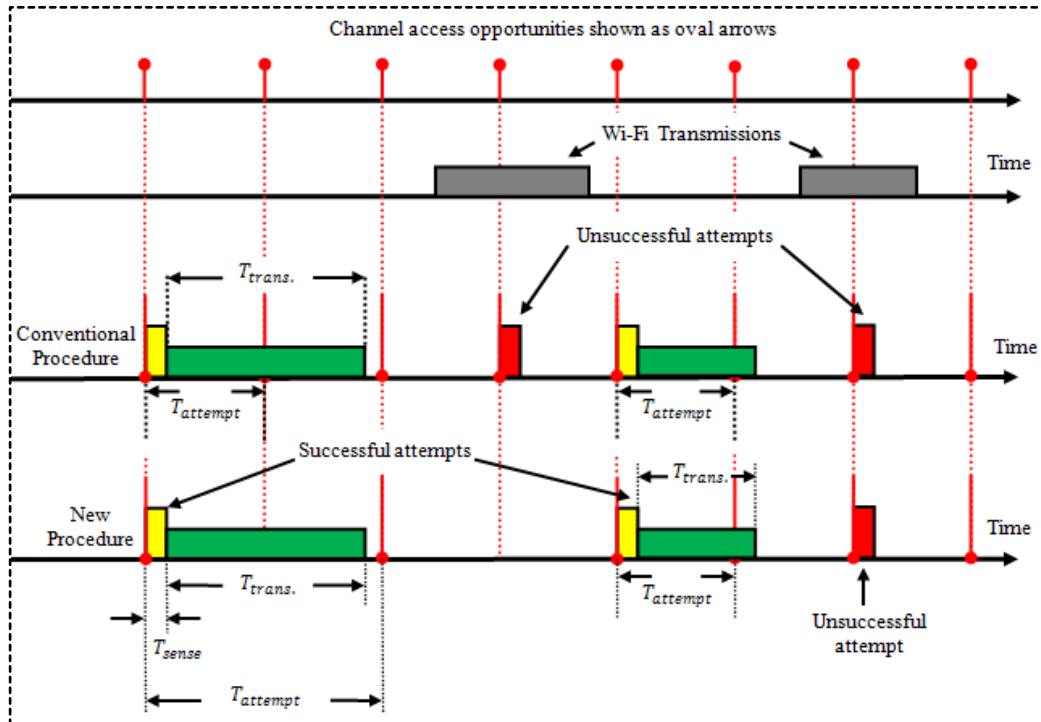 Channel access opportunities shown as oval arrows
Wi-Fi Transmissions
Time
Unsuccessful attempts
T_trans.
Conventional
Procedure
Time
T_attempt
T_attempt
Successful attempts
T_trans.
New
Procedure
Time
T_trans.
T_attempt
Unsuccessful
attempt
T_sense
T_attempt